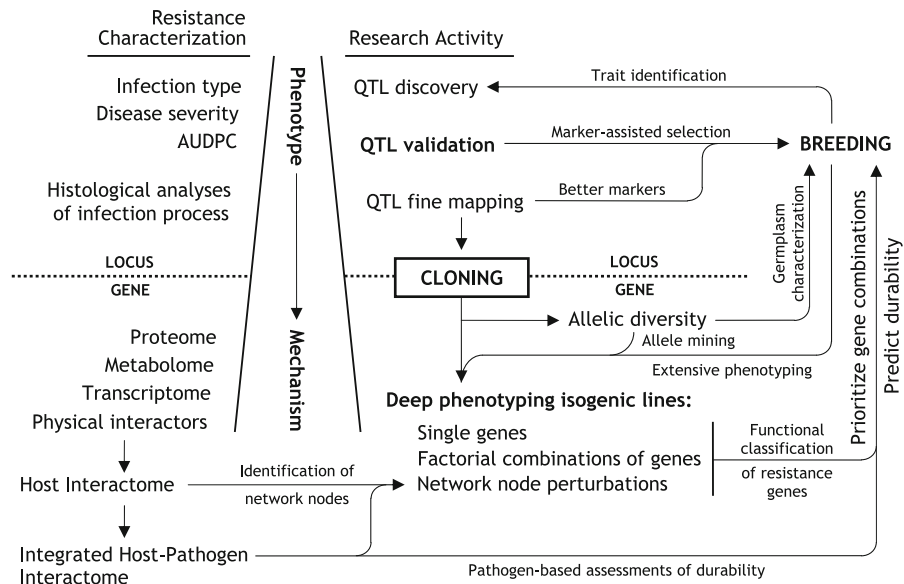 Resistance
Characterization
Research Activity
Infection type
Disease severity
AUDPC
Histological analyses
of infection process
Phenotype
Mechanism
QTL discovery
Trait identification
QTL validation
Marker-assisted selection
BREEDING
QTL fine mapping
Better markers
LOCUS
GENE
LOCUS
GENE
CLONING
Germplasm
characterization
Prioritize gene combinations
Predict durability
Allelic diversity
Allele mining
Extensive phenotyping
Proteome
Metabolome
Transcriptome
Physical interactors
Deep phenotyping isogenic lines:
Single genes
Factorial combinations of genes
Network node perturbations
Functional
classification
of resistance
genes
Host Interactome
Identification of
network nodes
Integrated Host-Pathogen
Interactome
Pathogen-based assessments of durability